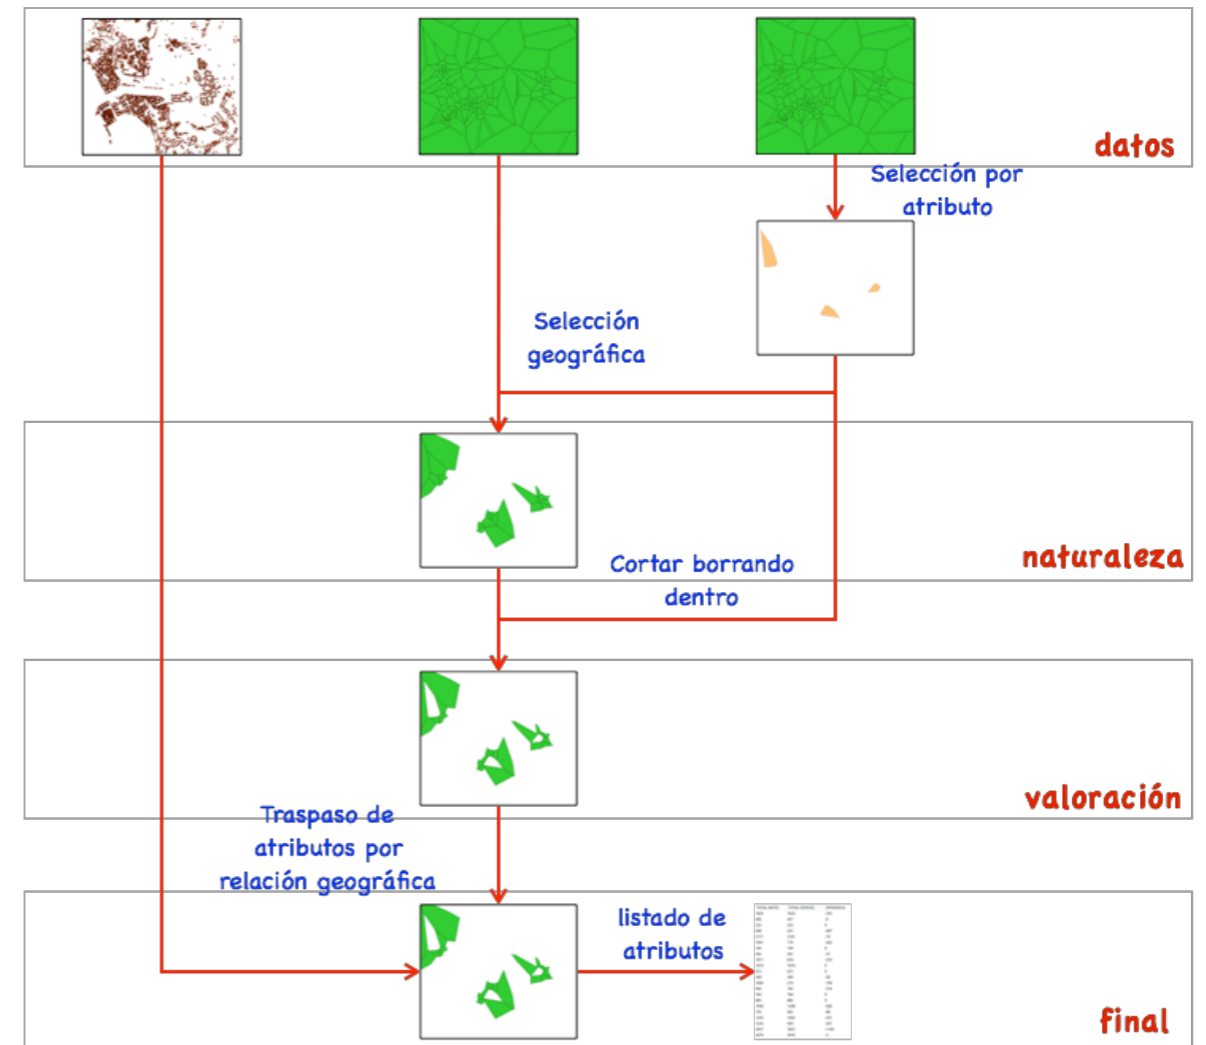 datos
Selección por
atributo
Selección
geográfica
naturaleza
Cortar borrando
dentro
valoración
Traspaso de
atributos por
relación geográfica
listado de
atributos
final